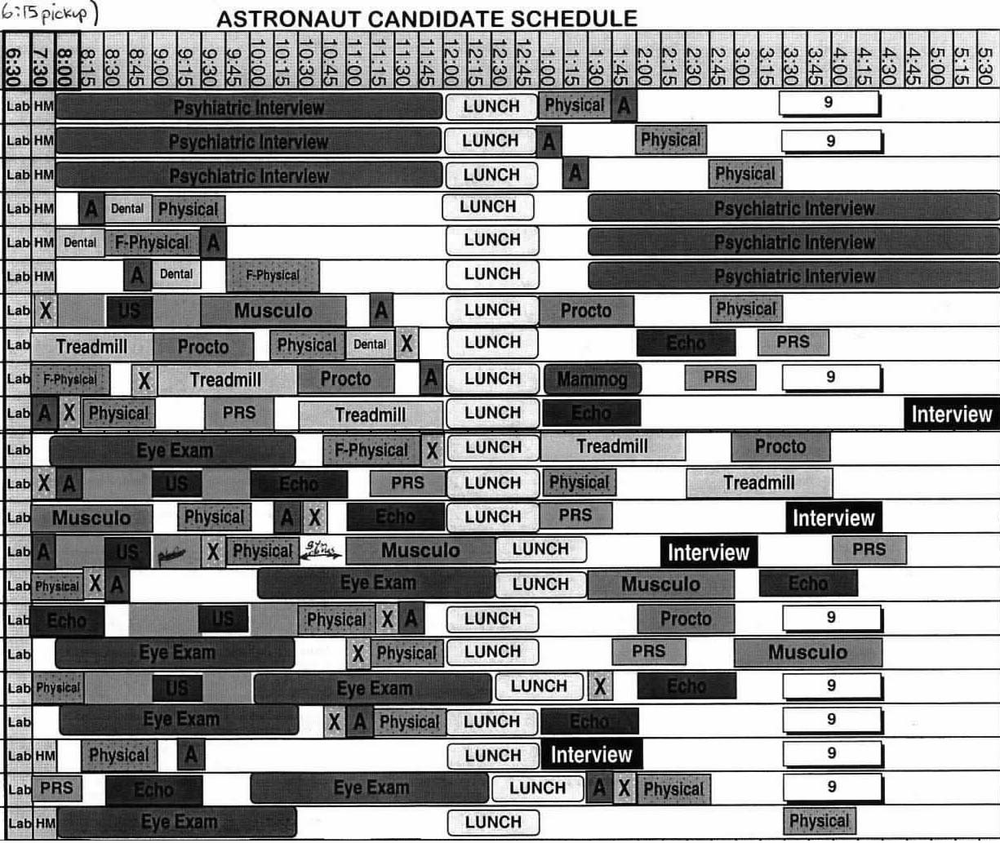 6:15 pickup)
ASTRONAUT CANDIDATE SCHEDULE
6:30 7:30 8:00 8:15 8:30 8:45 9:00 9:15 9:30 9:45 10:00 10:15 10:30 10:45 11:00 11:15 11:30 11:45 12:00 12:15 12:30 12:45 1:00 1:15 1:30 1:45 2:00 2:15 2:30 2:45 3:00 3:15 3:30 3:45 4:00 4:15 4:30 4:45 5:00 5:15 5:30
Lab HM Psyhiatric Interview LUNCH Physical A 9
Lab HM Psychiatric Interview LUNCH A Physical 9
Lab HM Psychiatric Interview LUNCH A Physical
Lab HM A Dental Physical LUNCH Psychiatric Interview
Lab HM Dental F-Physical A LUNCH Psychiatric Interview
Lab HM A Dental F-Physical LUNCH Psychiatric Interview
Lab X US Musculo A LUNCH Procto Physical
Lab Treadmill Procto Physical Dental X LUNCH Echo PRS
Lab F-Physical X Treadmill Procto A LUNCH Mammog PRS 9
Lab A X Physical PRS Treadmill LUNCH Echo Interview
Lab Eye Exam F-Physical X LUNCH Treadmill Procto
Lab X A US Echo PRS LUNCH Physical Treadmill
Lab Musculo Physical A X Echo LUNCH PRS Interview
Lab A US X Physical Musculo LUNCH Interview PRS
Lab Physical X A Eye Exam LUNCH Musculo Echo
Lab Echo US Physical X A LUNCH Procto 9
Lab Eye Exam X Physical LUNCH PRS Musculo
Lab Physical US Eye Exam LUNCH X Echo 9
Lab Eye Exam X A Physical LUNCH Echo 9
Lab HM Physical A LUNCH Interview 9
Lab PRS Echo Eye Exam LUNCH A X Physical 9
Lab HM Eye Exam LUNCH Physical